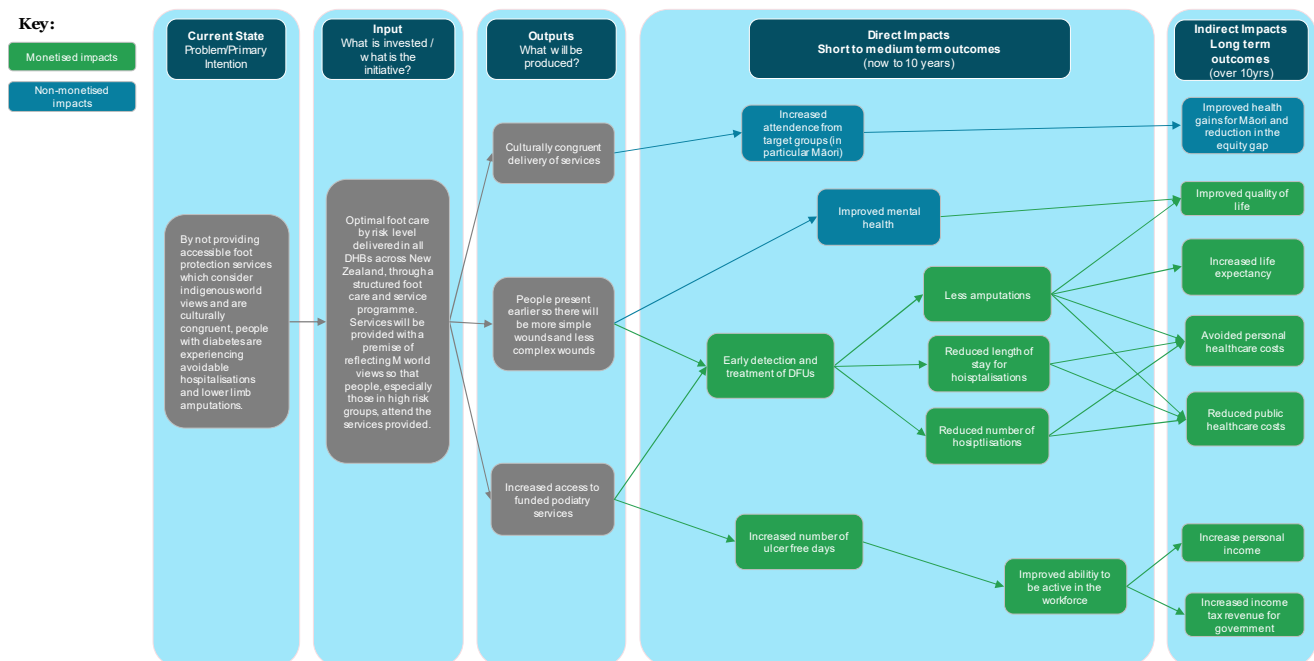 Key:
Monetised impacts
Non-monetised
impacts
Current State
Problem/Primary
Intention
By not providing
accessible foot
protection services
which consider
indigenous world
views and are
culturally
congruent, people
with diabetes are
experiencing
avoidable
hospitalisations
and lower limb
amputations.
Input
What is invested /
what is the
initiative?
Optimal foot care
by risk level
delivered in all
DHBs across New
Zealand, through a
structured foot
care and service
programme.
Services will be
provided with a
premise of
reflecting M world
views so that
people, especially
those in high risk
groups, attend the
services provided.
Outputs
What will be
produced?
Culturally congruent
delivery of services
People present
earlier so there will
be more simple
wounds and less
complex wounds
Increased access to
funded podiatry
services
Direct Impacts
Short to medium term outcomes
(now to 10 years)
Increased
attendence from
target groups (in
particular Māori)
Improved mental
health
Early detection and
treatment of DFUs
Less amputations
Reduced length of
stay for
hoisptalisations
Reduced number of
hosiptlisations
Increased number of
ulcer free days
Improved abilitiy to
be active in the
workforce
Indirect Impacts
Long term
outcomes
(over 10yrs)
Improved health
gains for Māori and
reduction in the
equity gap
Improved quality of
life
Increased life
expectancy
Avoided personal
healthcare costs
Reduced public
healthcare costs
Increase personal
income
Increased income
tax revenue for
government